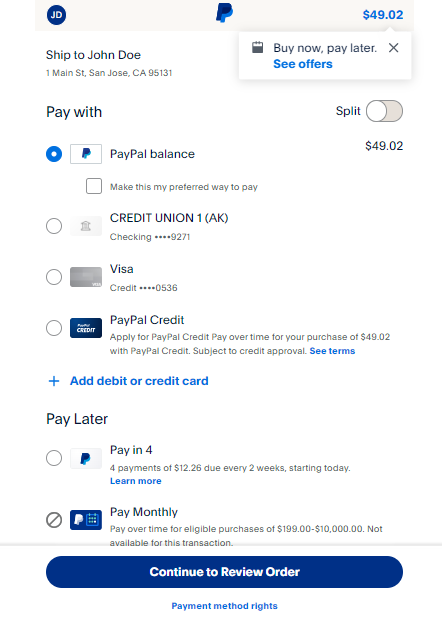 JD
$49.02
Buy now, pay later.
See offers
Ship to John Doe
1 Main St, San Jose, CA 95131
Pay with
Split
PayPal balance
$49.02
Make this my preferred way to pay
CREDIT UNION 1 (AK)
Checking ••••9271
Visa
VISA
Credit ••••0536
PayPal Credit
PayPal
CREDIT
Apply for PayPal Credit Pay over time for your purchase of $49.02
with PayPal Credit. Subject to credit approval. See terms
+ Add debit or credit card
Pay Later
Pay in 4
4 payments of $12.26 due every 2 weeks, starting today.
Learn more
Pay Monthly
Pay over time for eligible purchases of $199.00-$10,000.00. Not
available for this transaction.
Continue to Review Order
Payment method rights